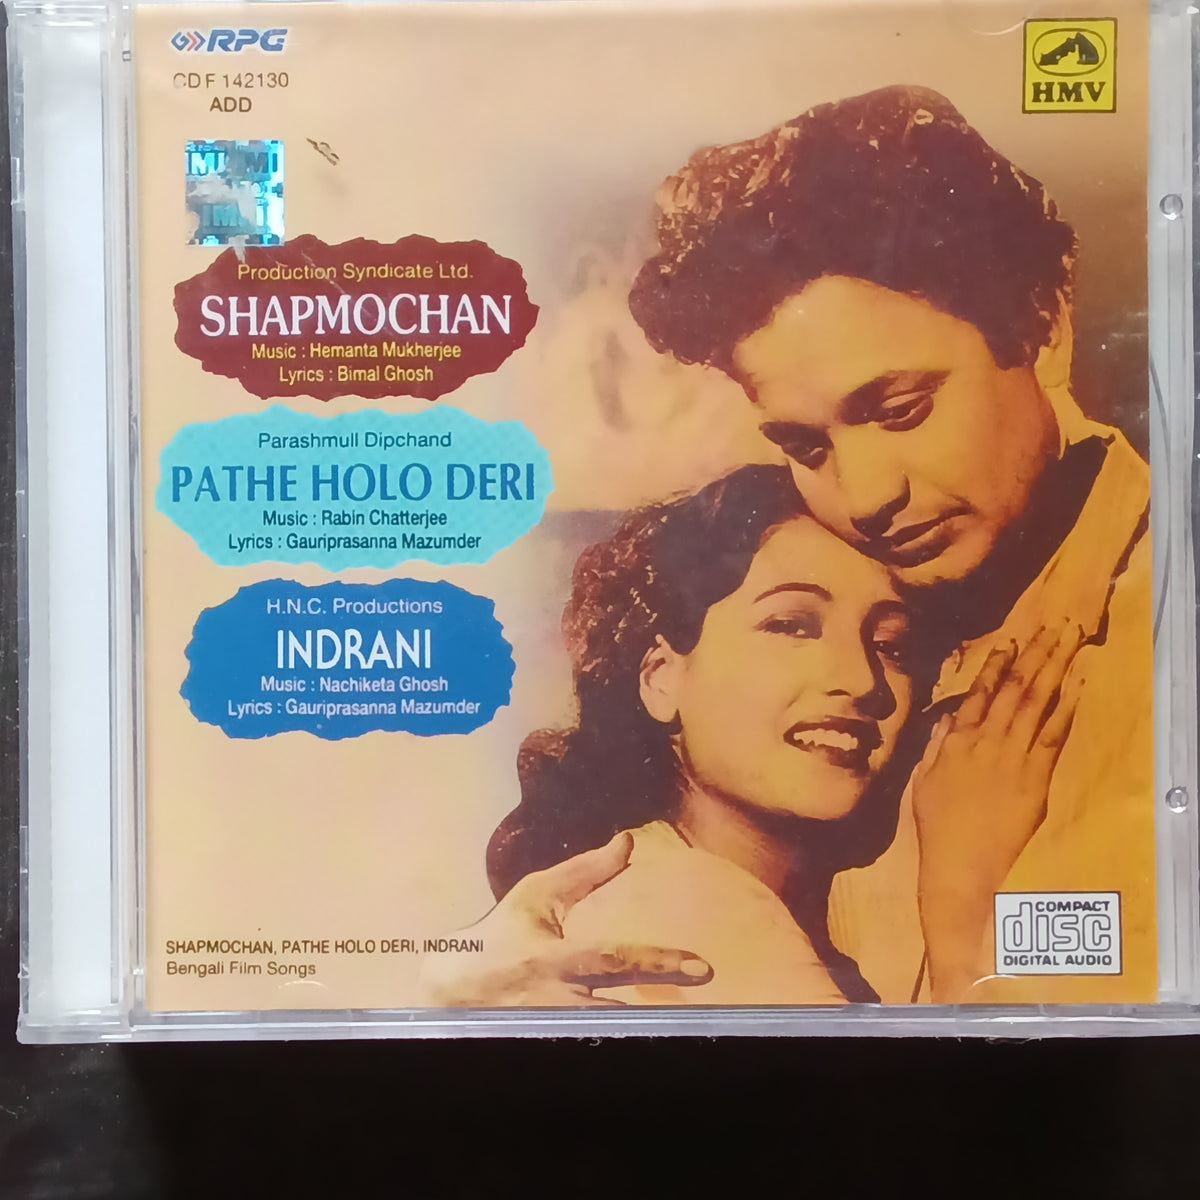 RPG
CD F 142130
ADD
HMV
Production Syndicate Ltd.
SHAPMOCHAN
Music : Hemanta Mukherjee
Lyrics : Bimal Ghosh
Parashmull Dipchand
PATHE HOLO DERI
Music : Rabin Chatterjee
Lyrics : Gauriprasanna Mazumder
H.N.C. Productions
INDRANI
Music : Nachiketa Ghosh
Lyrics : Gauriprasanna Mazumder
SHAPMOCHAN, PATHE HOLO DERI, INDRANI
Bengali Film Songs
COMPACT
disc
DIGITAL AUDIO